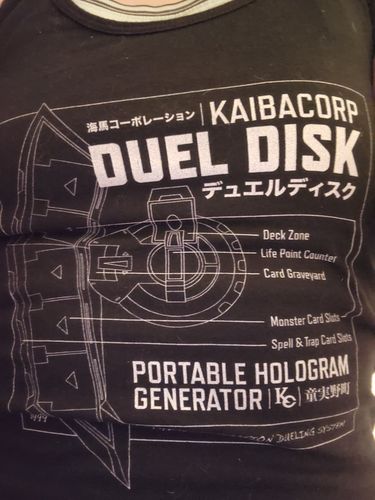 海馬コーポレーション | KAIBACORP
DUEL DISK
デュエルディスク
Deck Zone
Life Point Counter
Card Graveyard
Monster Card Slots
Spell & Trap Card Slots
PORTABLE HOLOGRAM
GENERATOR | KC | 童実野町
DUELING SYSTEM